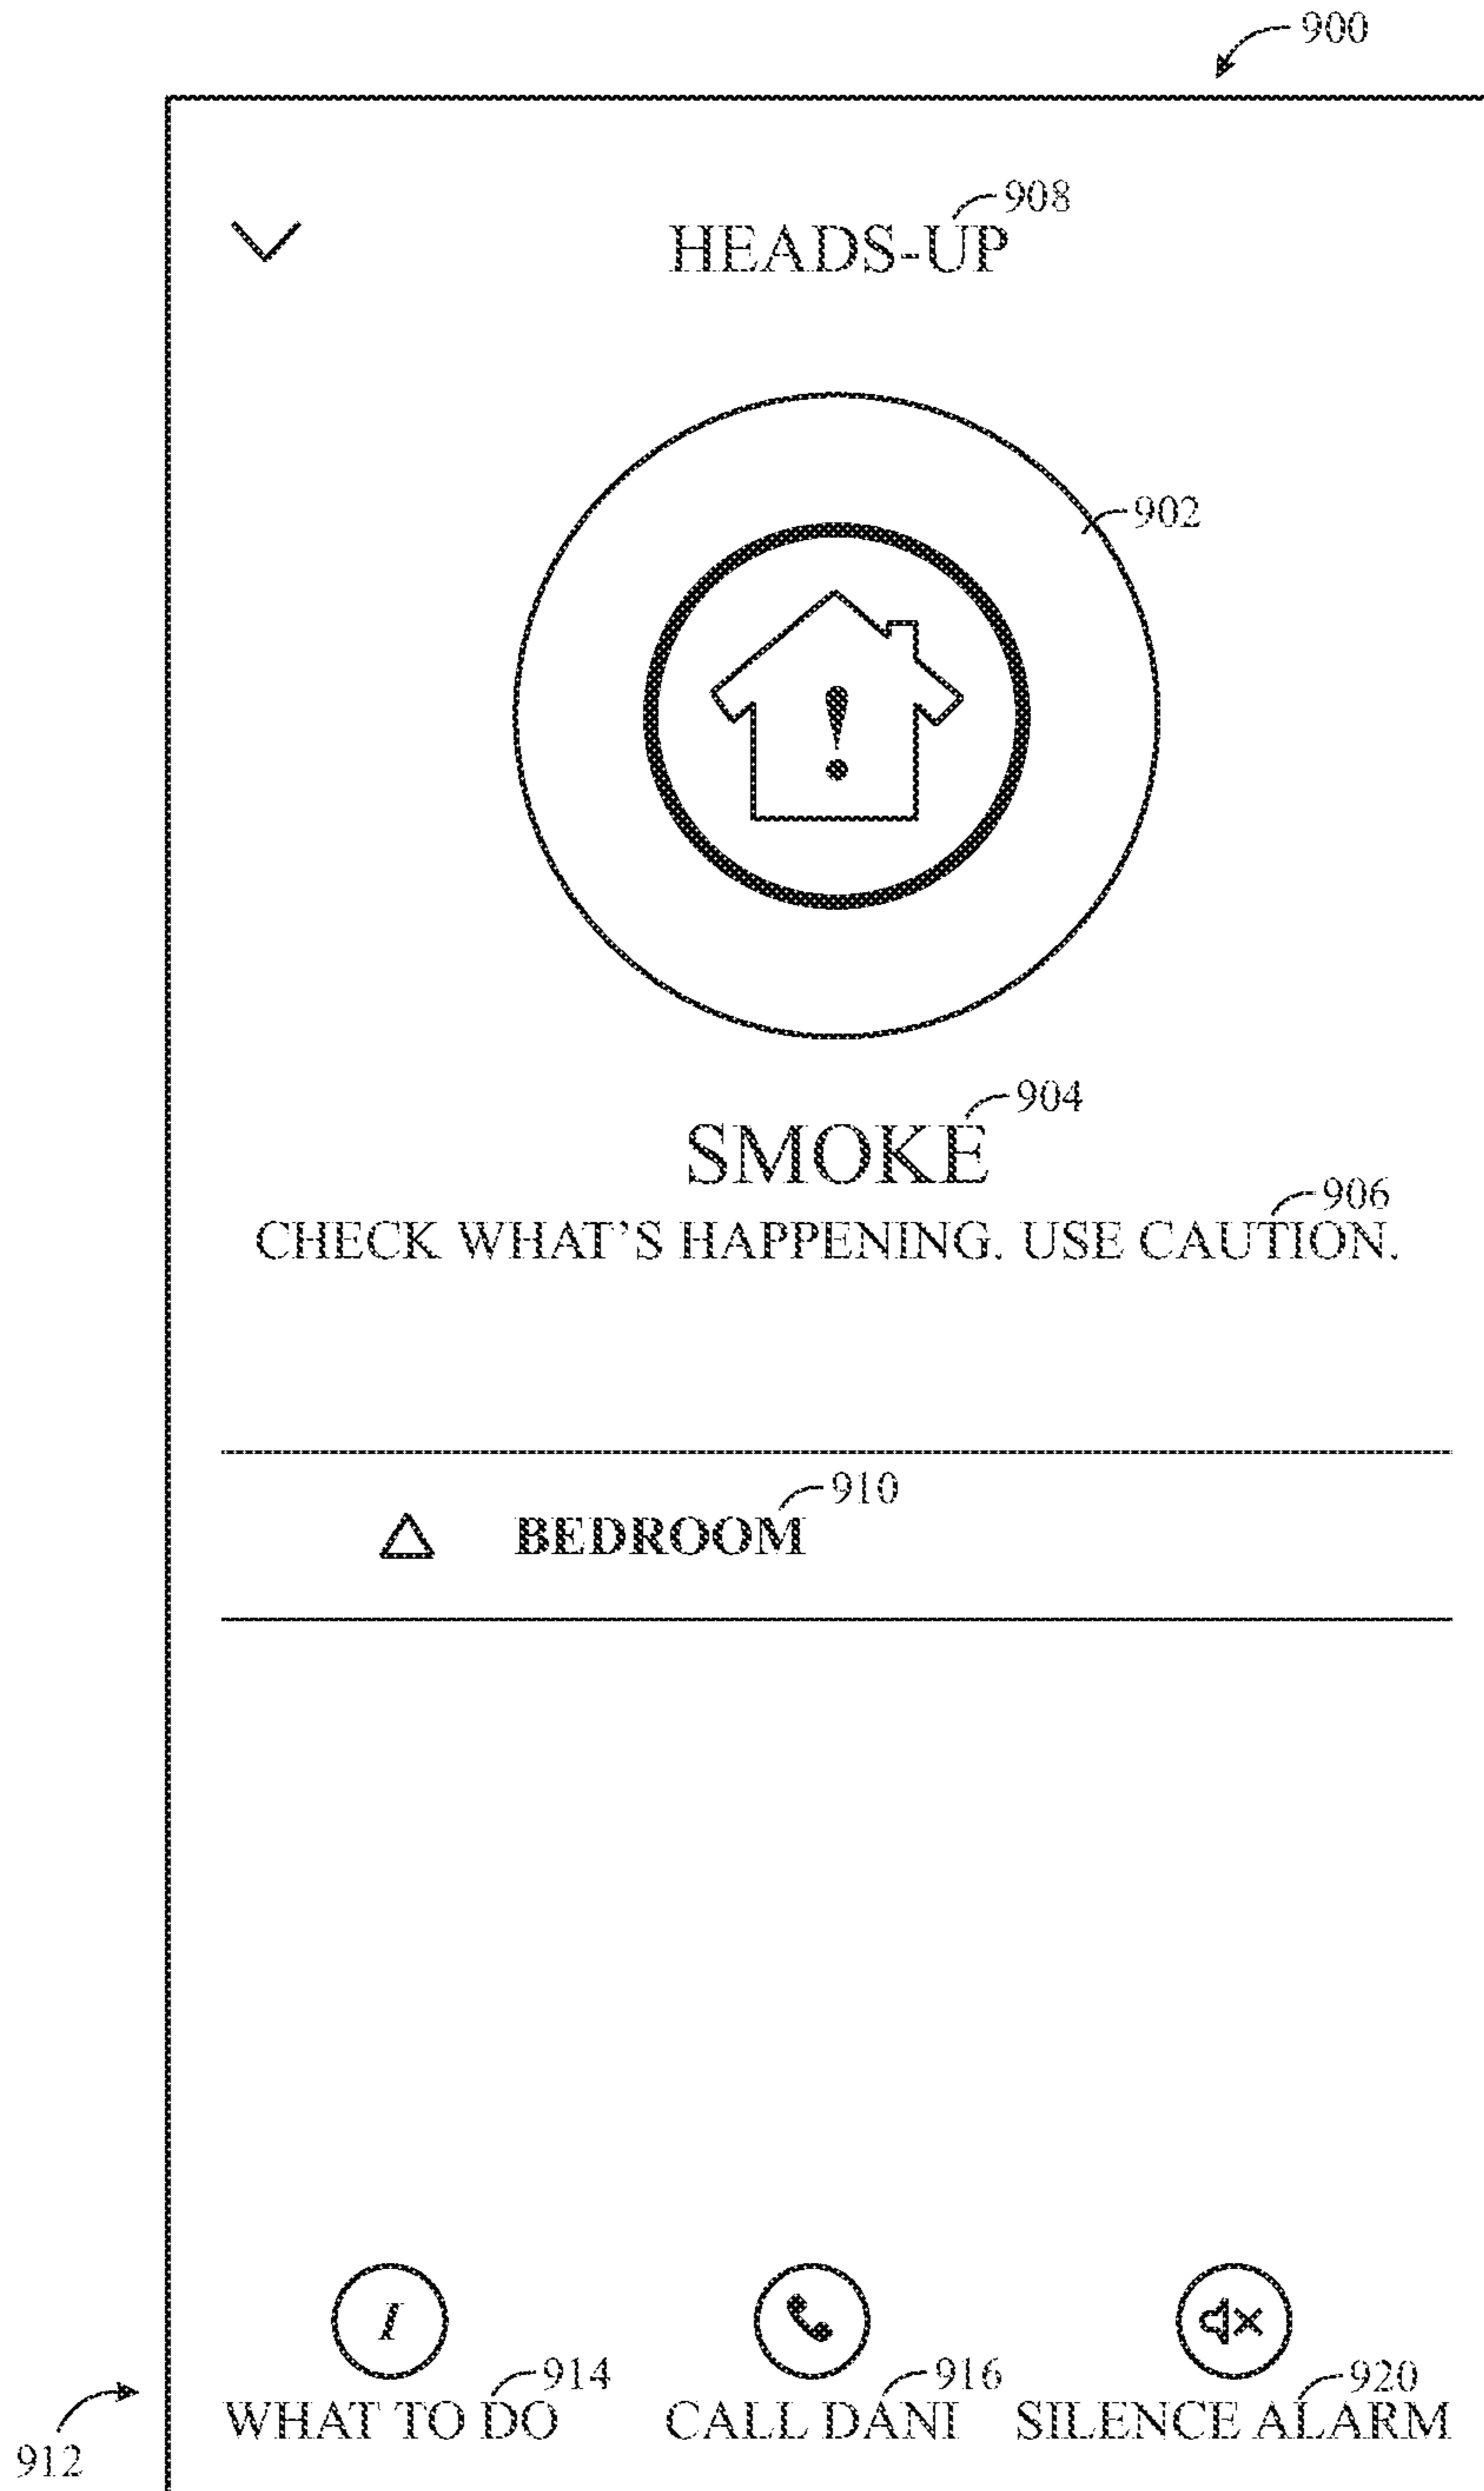 900
908
HEADS-UP
902
!
904
SMOKE
906
CHECK WHAT'S HAPPENING. USE CAUTION.
910
BEDROOM
I
914
916
920
WHAT TO DO
CALL DANI
SILENCE ALARM
912